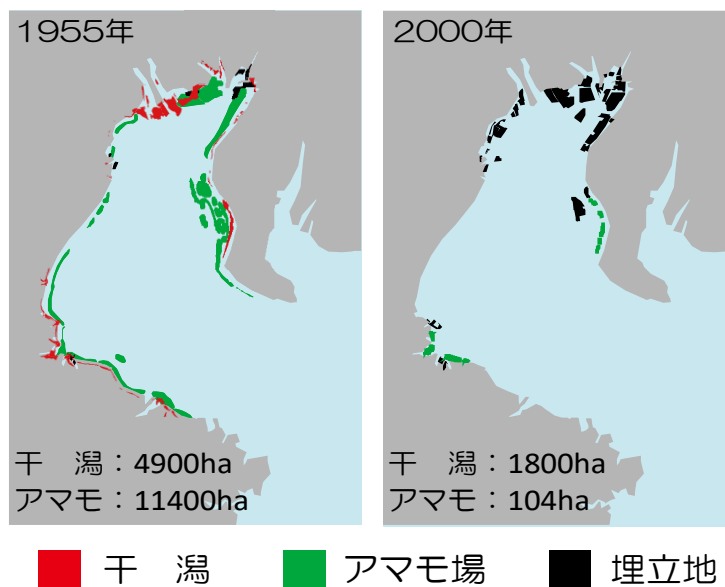 1955年
干　潟：4900ha
アマモ：11400ha
2000年
干　潟：1800ha
アマモ：104ha
干　潟
アマモ場
埋立地